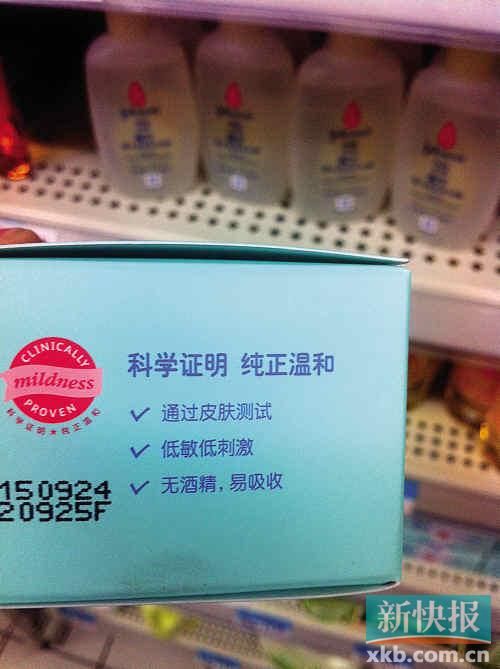 CLINICALLY
mildness
PROVEN
科学证明★纯正温和
科学证明 纯正温和
通过皮肤测试
低敏低刺激
无酒精，易吸收
150924
20925F
新快报
xkb.com.cn